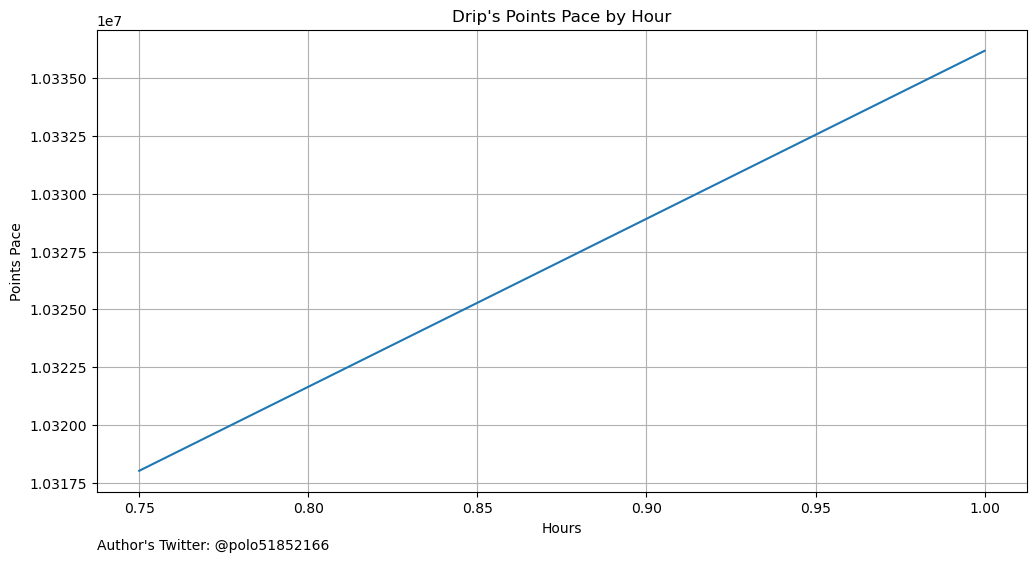 Drip's Points Pace by Hour
1e7
1.03350
1.03325
1.03300
1.03275
1.03250
1.03225
1.03200
1.03175
Points Pace
0.75 0.80 0.85 0.90 0.95 1.00
Hours
Author's Twitter: @polo51852166